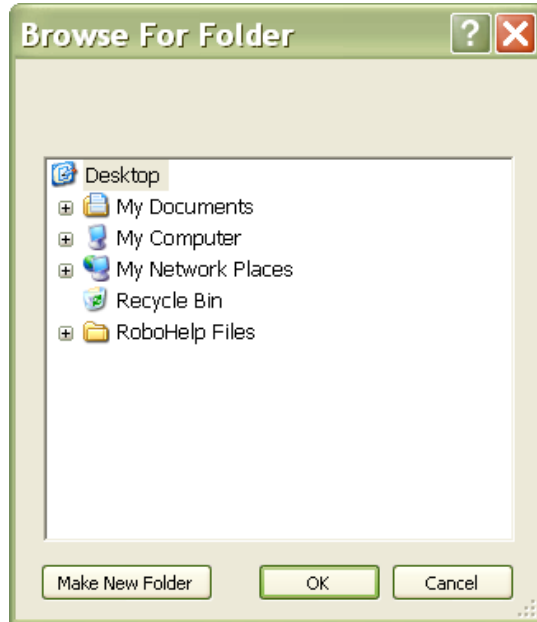 Browse For Folder
Desktop
My Documents
My Computer
My Network Places
Recycle Bin
RoboHelp Files
Make New Folder OK Cancel